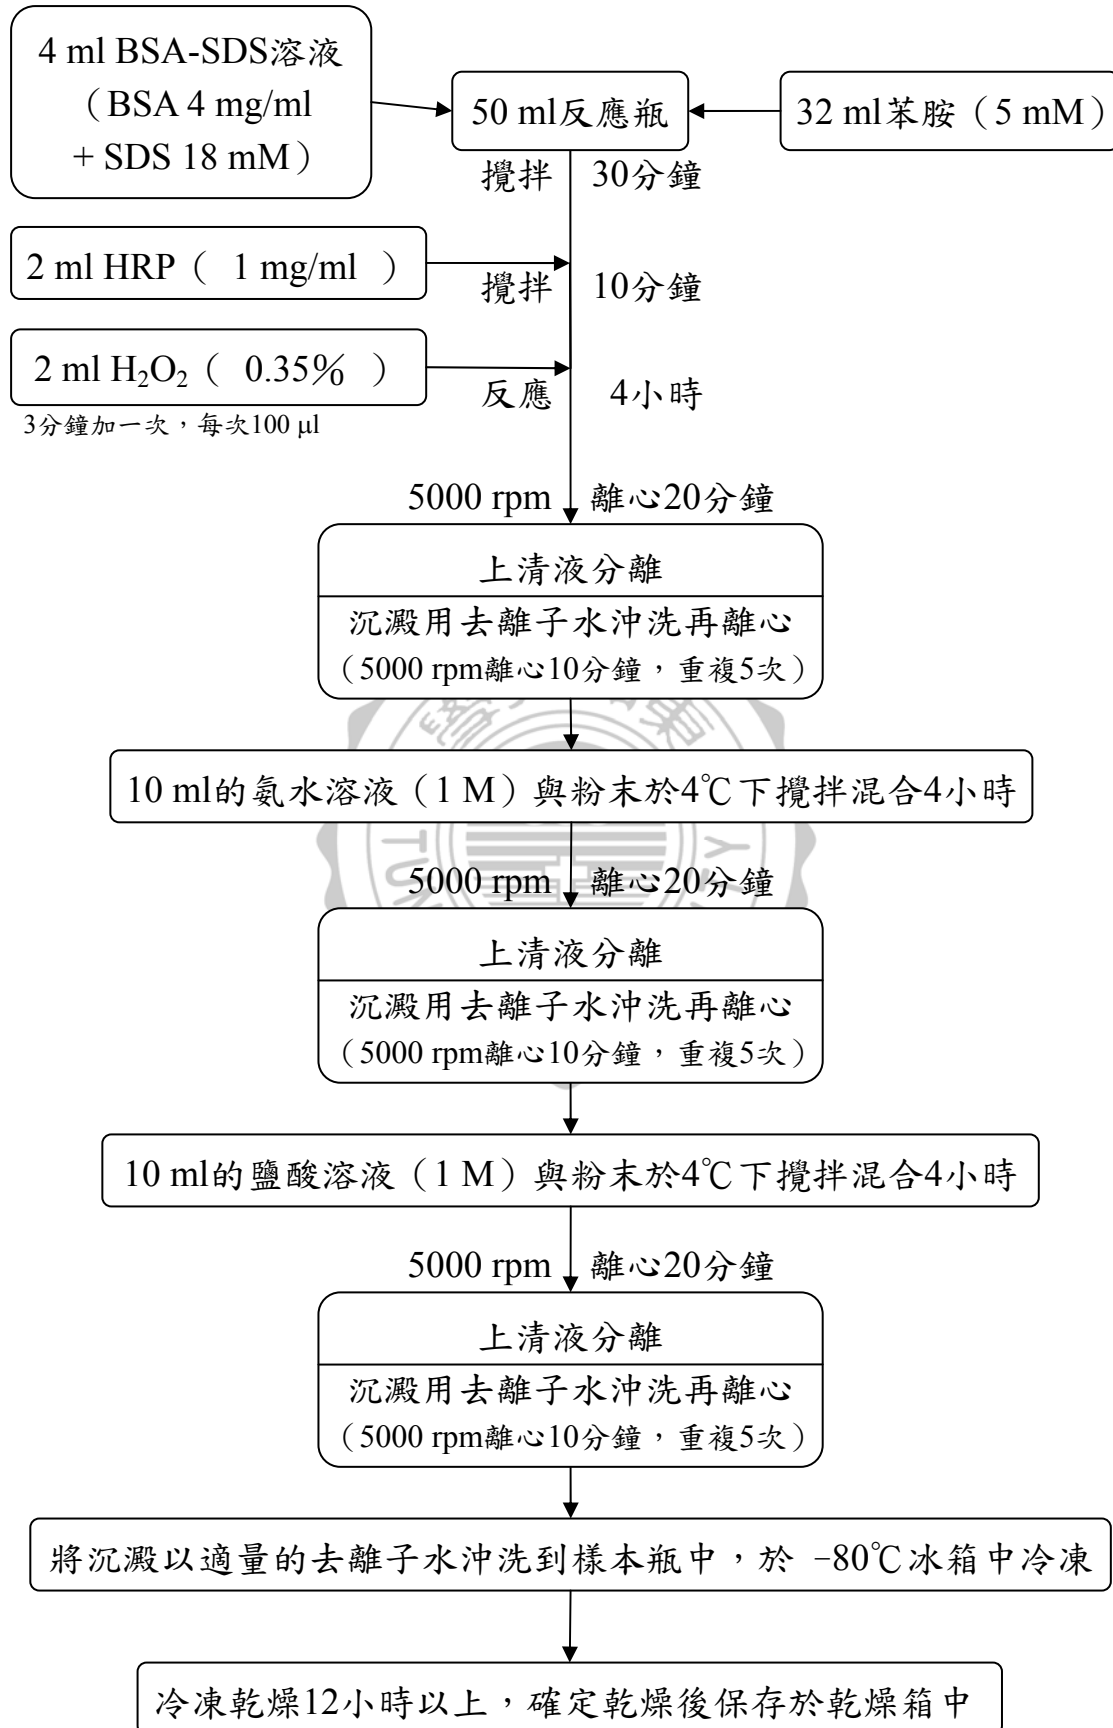 4 ml BSA-SDS溶液
（BSA 4 mg/ml
+ SDS 18 mM）
50 ml反應瓶
32 ml苯胺（5 mM）
攪拌 30分鐘
2 ml HRP（ 1 mg/ml ）
攪拌 10分鐘
2 ml H₂O₂（ 0.35% ）
反應 4小時
3分鐘加一次，每次100 μl
5000 rpm 離心20分鐘
上清液分離
沉澱用去離子水沖洗再離心
（5000 rpm離心10分鐘，重複5次）
10 ml的氨水溶液（1 M）與粉末於4℃下攪拌混合4小時
5000 rpm 離心20分鐘
上清液分離
沉澱用去離子水沖洗再離心
（5000 rpm離心10分鐘，重複5次）
10 ml的鹽酸溶液（1 M）與粉末於4℃下攪拌混合4小時
5000 rpm 離心20分鐘
上清液分離
沉澱用去離子水沖洗再離心
（5000 rpm離心10分鐘，重複5次）
將沉澱以適量的去離子水沖洗到樣本瓶中，於 -80℃冰箱中冷凍
冷凍乾燥12小時以上，確定乾燥後保存於乾燥箱中